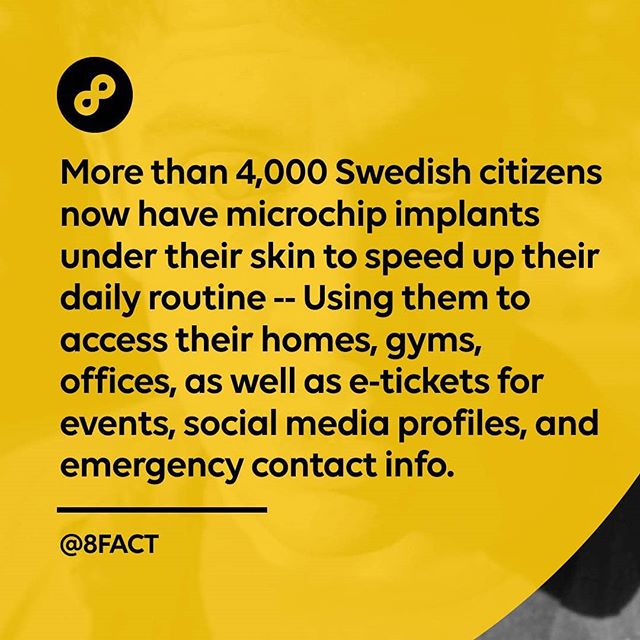 More than 4,000 Swedish citizens
now have microchip implants
under their skin to speed up their
daily routine -- Using them to
access their homes, gyms,
offices, as well as e-tickets for
events, social media profiles, and
emergency contact info.
@8FACT